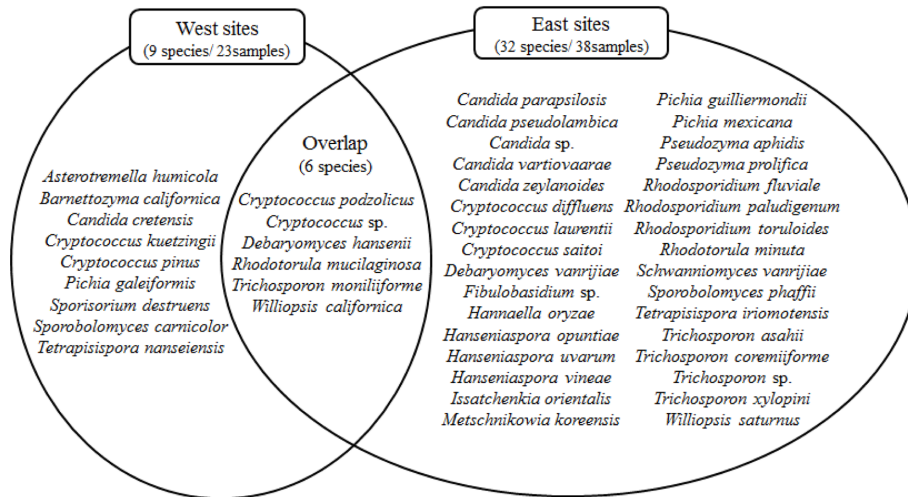 West sites
(9 species/ 23samples)
East sites
(32 species/ 38samples)
Overlap
(6 species)
Asterotremella humicola
Barnettozyma californica
Candida cretensis
Cryptococcus kuetzingii
Cryptococcus pinus
Pichia galeiformis
Sporisorium destruens
Sporobolomyces carnicolor
Tetrapisispora nanseiensis
Cryptococcus podzolicus
Cryptococcus sp.
Debaryomyces hansenii
Rhodotorula mucilaginosa
Trichosporon moniliiforme
Williopsis californica
Candida parapsilosis
Candida pseudolambica
Candida sp.
Candida vartiovaarae
Candida zeylanoides
Cryptococcus diffluens
Cryptococcus laurentii
Cryptococcus saitoi
Debaryomyces vanrijiae
Fibulobasidium sp.
Hannaella oryzae
Hanseniaspora opuntiae
Hanseniaspora uvarum
Hanseniaspora vineae
Issatchenkia orientalis
Metschnikowia koreensis
Pichia guilliermondii
Pichia mexicana
Pseudozyma aphidis
Pseudozyma prolifica
Rhodosporidium fluviale
Rhodosporidium paludigenum
Rhodosporidium toruloides
Rhodotorula minuta
Schwanniomyces vanrijiae
Sporobolomyces phaffii
Tetrapisispora iriomotensis
Trichosporon asahii
Trichosporon coremiiforme
Trichosporon sp.
Trichosporon xylopini
Williopsis saturnus